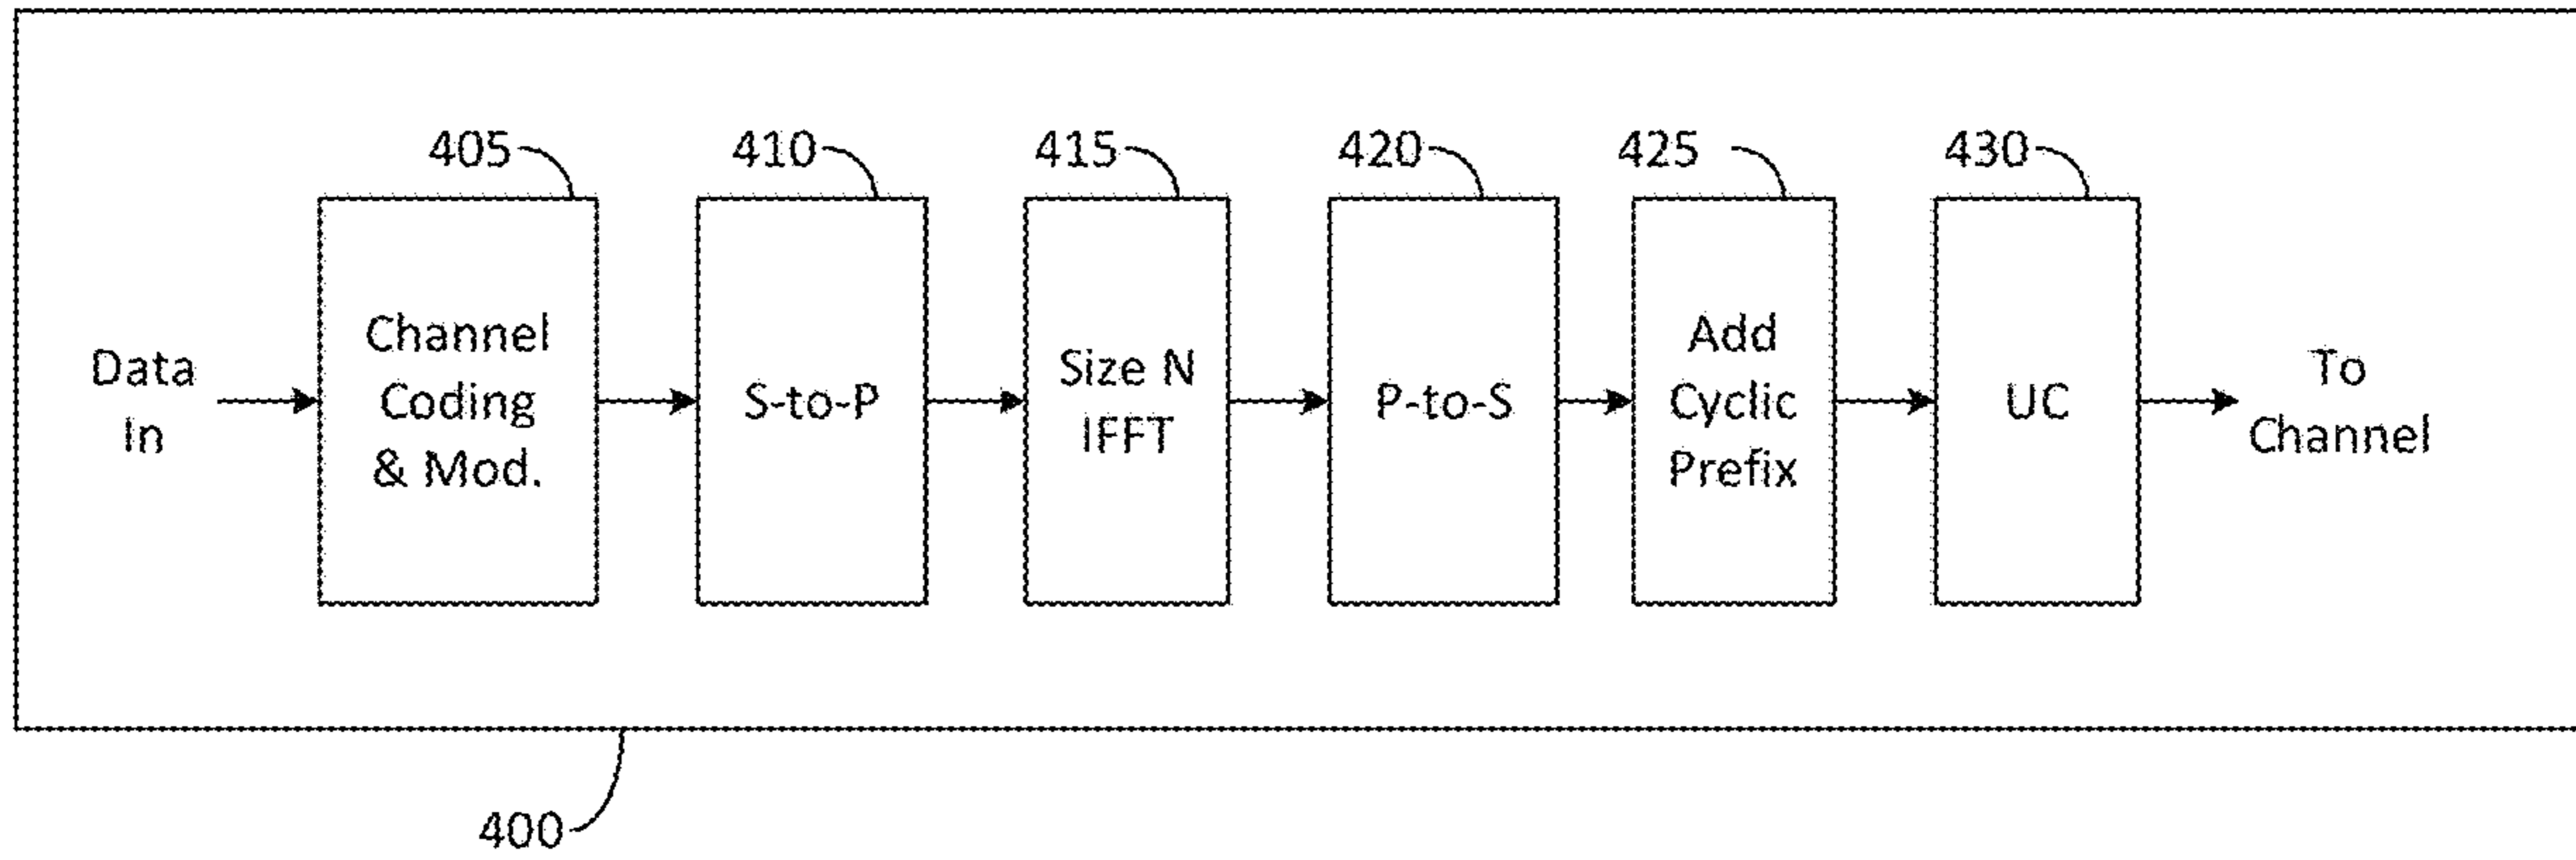 405
410
415
420
425
430
Data
In
Channel
Coding
& Mod.
S-to-P
Size N
IFFT
P-to-S
Add
Cyclic
Prefix
UC
To
Channel
400